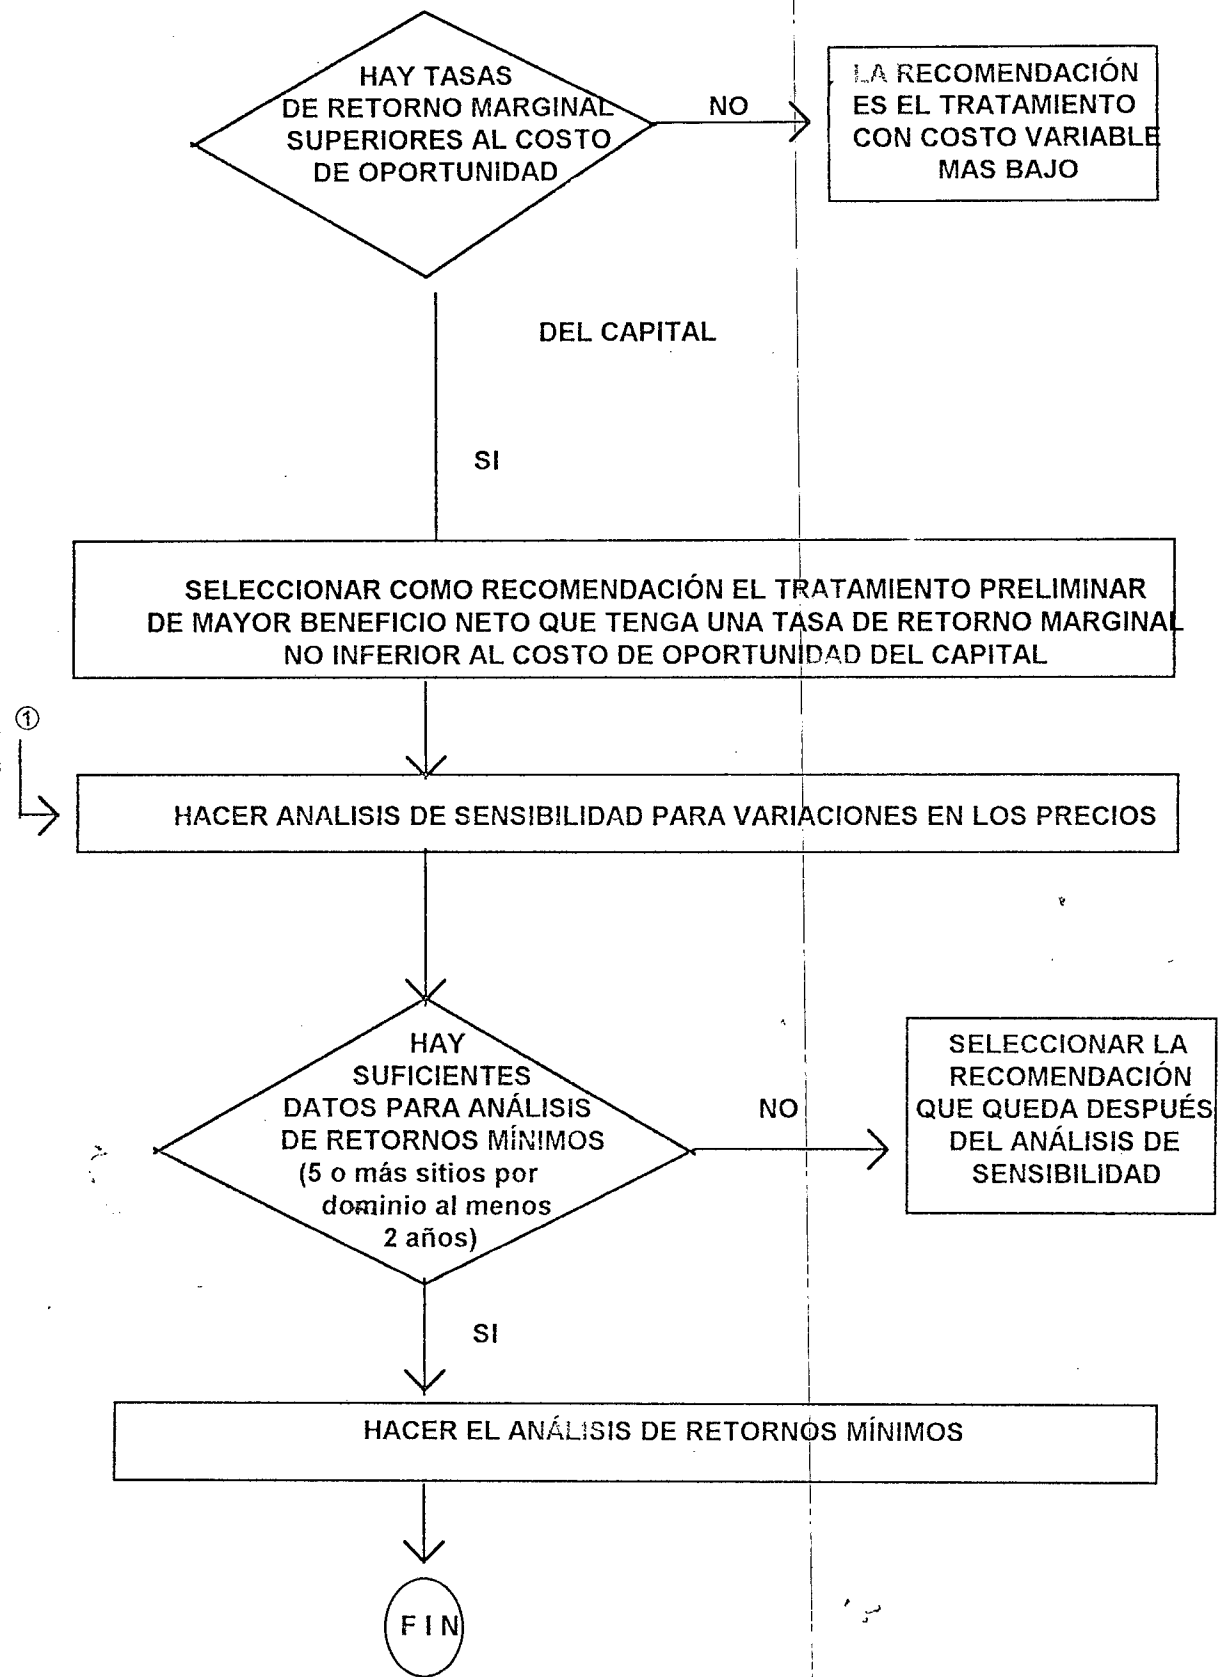 HAY TASAS
DE RETORNO MARGINAL
SUPERIORES AL COSTO
DE OPORTUNIDAD
NO
LA RECOMENDACIÓN
ES EL TRATAMIENTO
CON COSTO VARIABLE
MAS BAJO
DEL CAPITAL
SI
SELECCIONAR COMO RECOMENDACIÓN EL TRATAMIENTO PRELIMINAR
DE MAYOR BENEFICIO NETO QUE TENGA UNA TASA DE RETORNO MARGINAL
NO INFERIOR AL COSTO DE OPORTUNIDAD DEL CAPITAL
①
HACER ANALISIS DE SENSIBILIDAD PARA VARIACIONES EN LOS PRECIOS
HAY
SUFICIENTES
DATOS PARA ANÁLISIS
DE RETORNOS MÍNIMOS
(5 o más sitios por
dominio al menos
2 años)
NO
SELECCIONAR LA
RECOMENDACIÓN
QUE QUEDA DESPUÉS
DEL ANÁLISIS DE
SENSIBILIDAD
SI
HACER EL ANÁLISIS DE RETORNOS MÍNIMOS
F I N